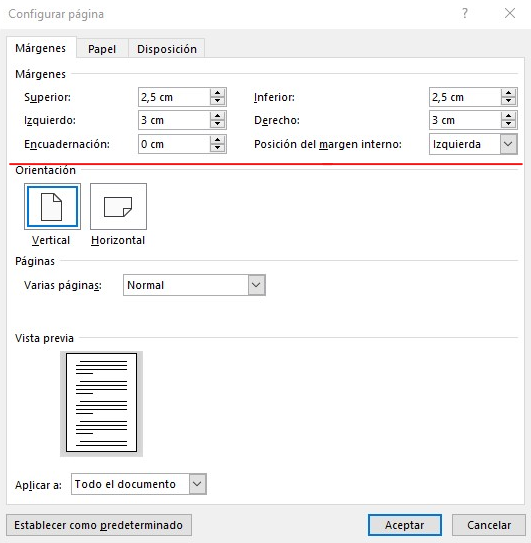 Configurar página ? ×
Márgenes Papel Disposición
Márgenes
Superior: 2,5 cm Inferior: 2,5 cm
Izquierdo: 3 cm Derecho: 3 cm
Encuadernación: 0 cm Posición del margen interno: Izquierda
Orientación
Vertical Horizontal
Páginas
Varias páginas: Normal
Vista previa
Aplicar a: Todo el documento
Establecer como predeterminado Aceptar Cancelar